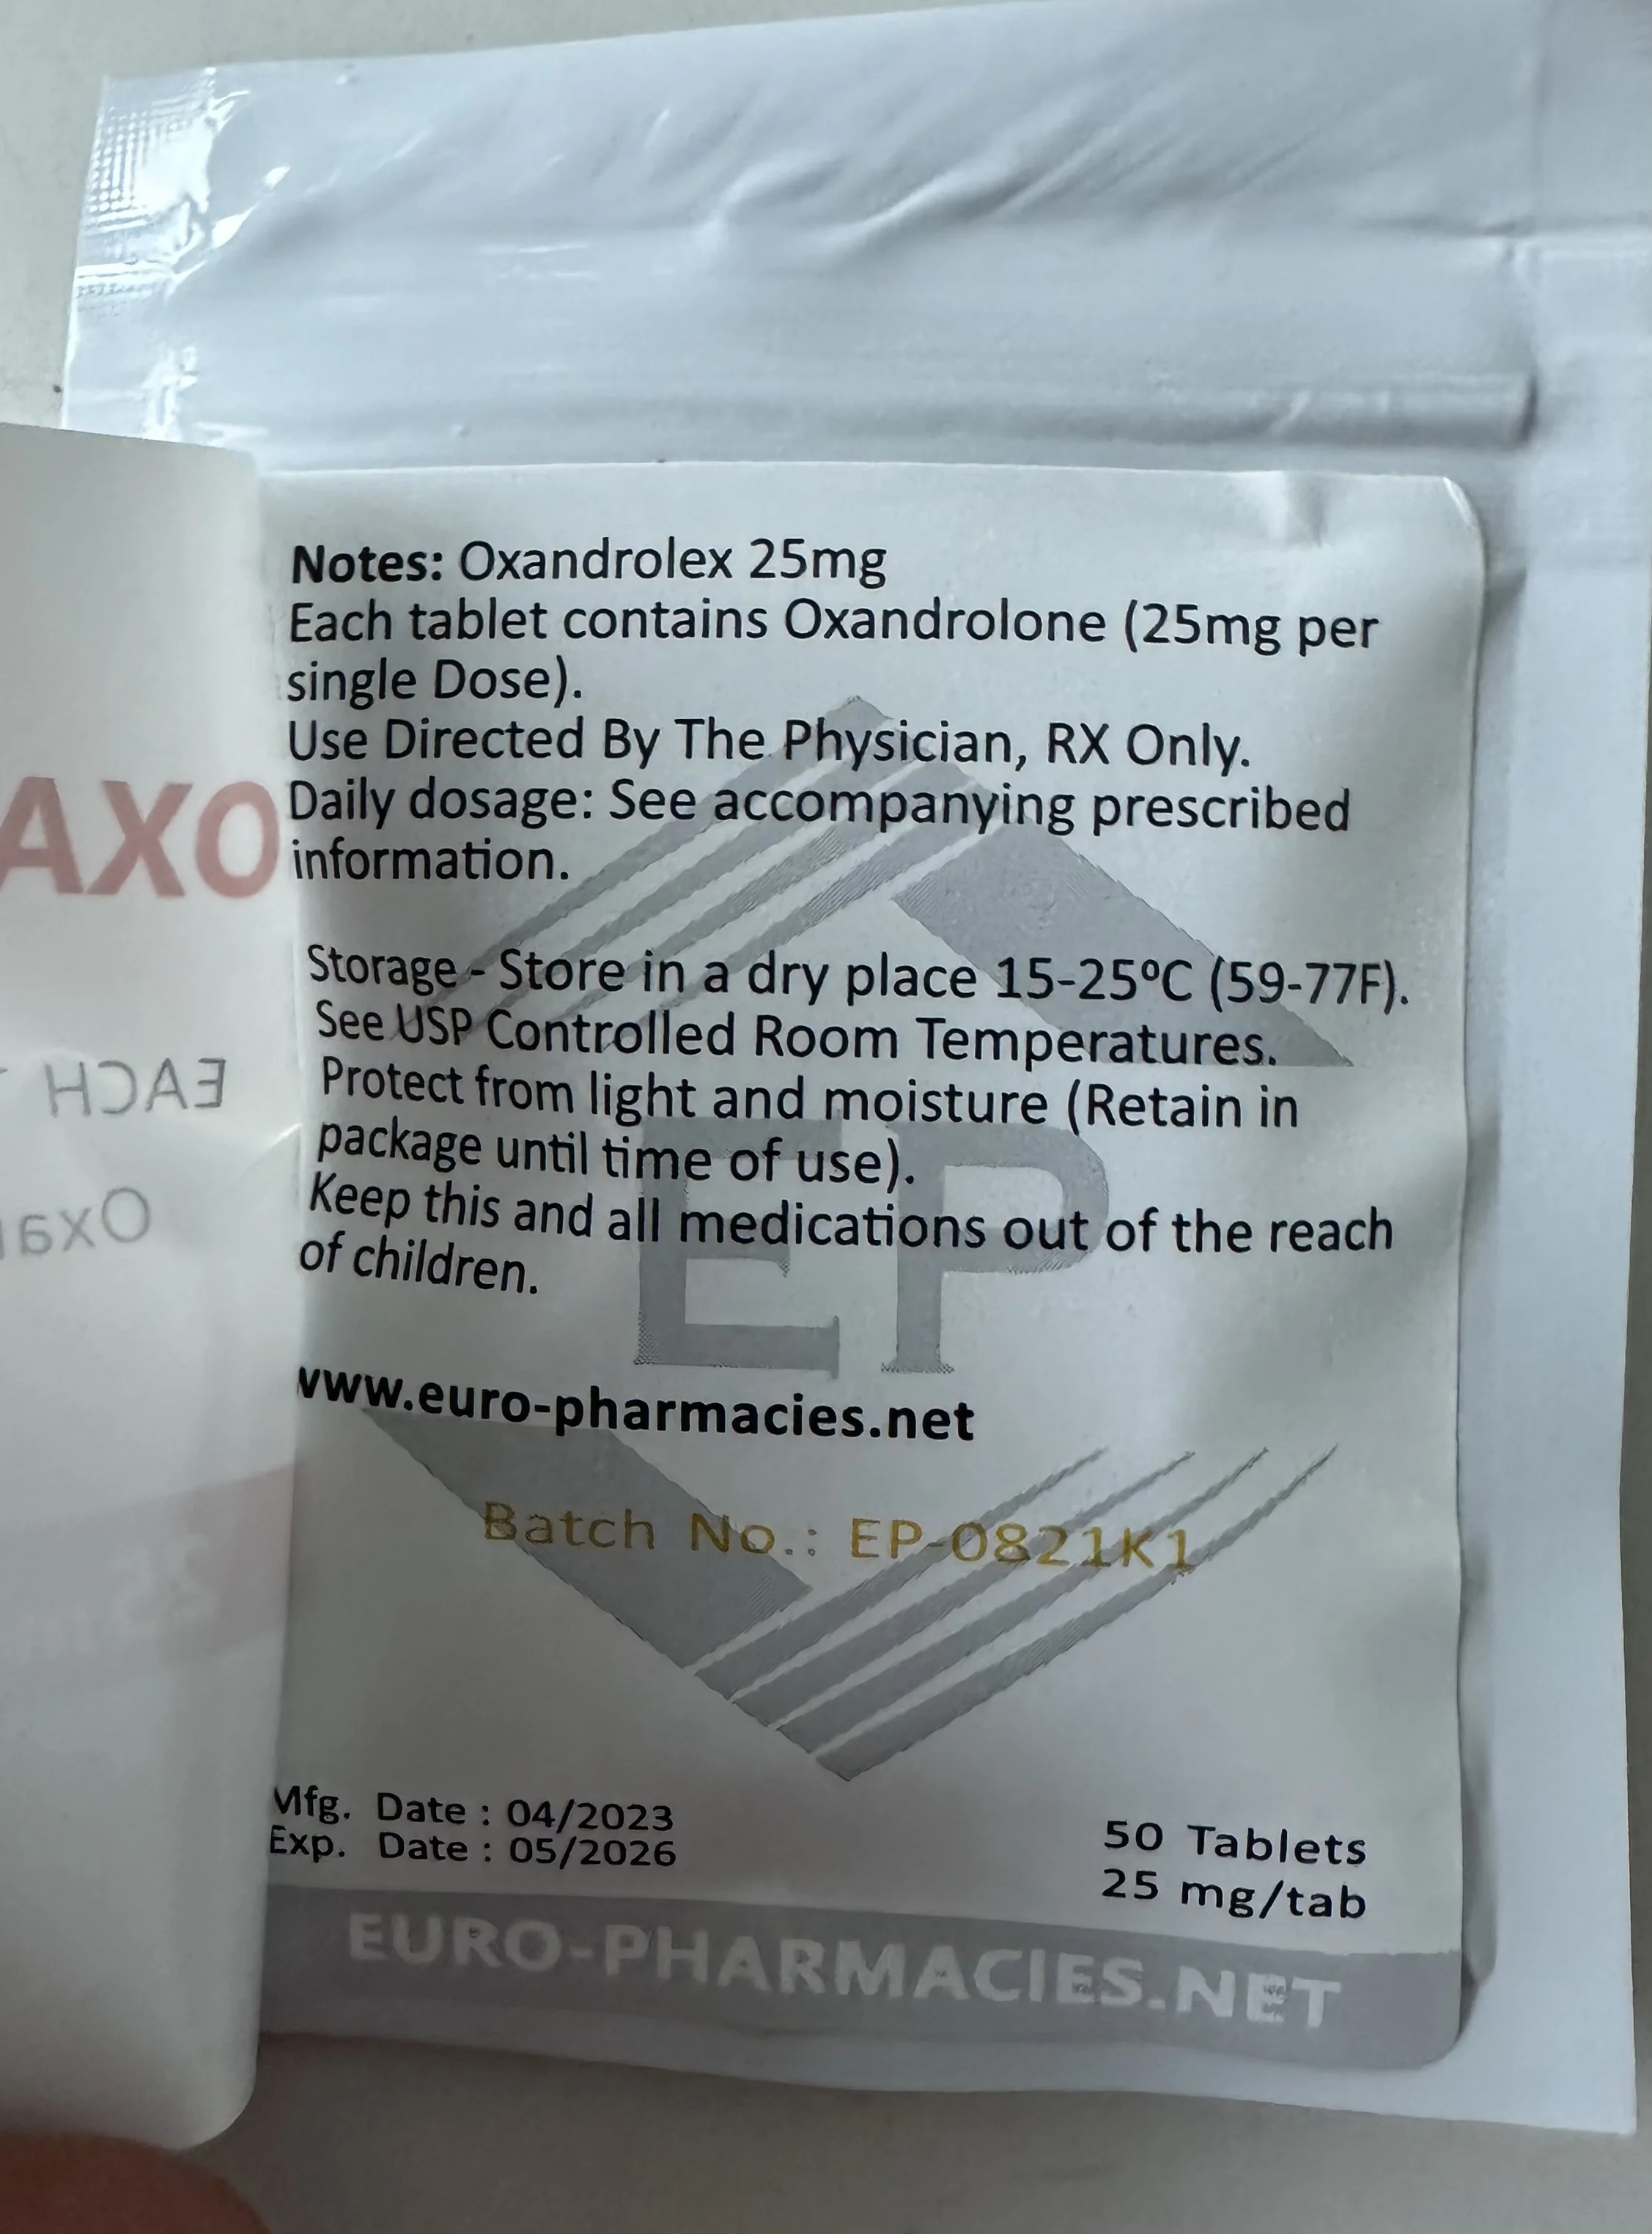 Notes: Oxandrolex 25mg
Each tablet contains Oxandrolone (25mg per
single Dose).
Use Directed By The Physician, RX Only.
Daily dosage: See accompanying prescribed
information.
Storage - Store in a dry place 15-25ºC (59-77F).
See USP Controlled Room Temperatures.
Protect from light and moisture (Retain in
package until time of use).
Keep this and all medications out of the reach
of children.
EP
www.euro-pharmacies.net
Batch No.: EP-0821K1
Mfg. Date : 04/2023
Exp. Date : 05/2026
50 Tablets
25 mg/tab
EURO-PHARMACIES.NET
OXA
EACH
Oxa
25